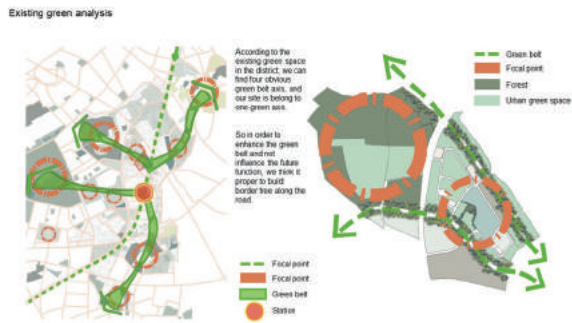 Existing green analysis
According to the
existing green space
in the district, we can
find four obvious
green belt axis, and
our site is belong to
one green axis.
So in order to
enhance the green
belt and not
influence the future
function, we think it
proper to build
border tree along the
road.
Focal point
Focal point
Green belt
Station
Green belt
Focal point
Forest
Urban green space